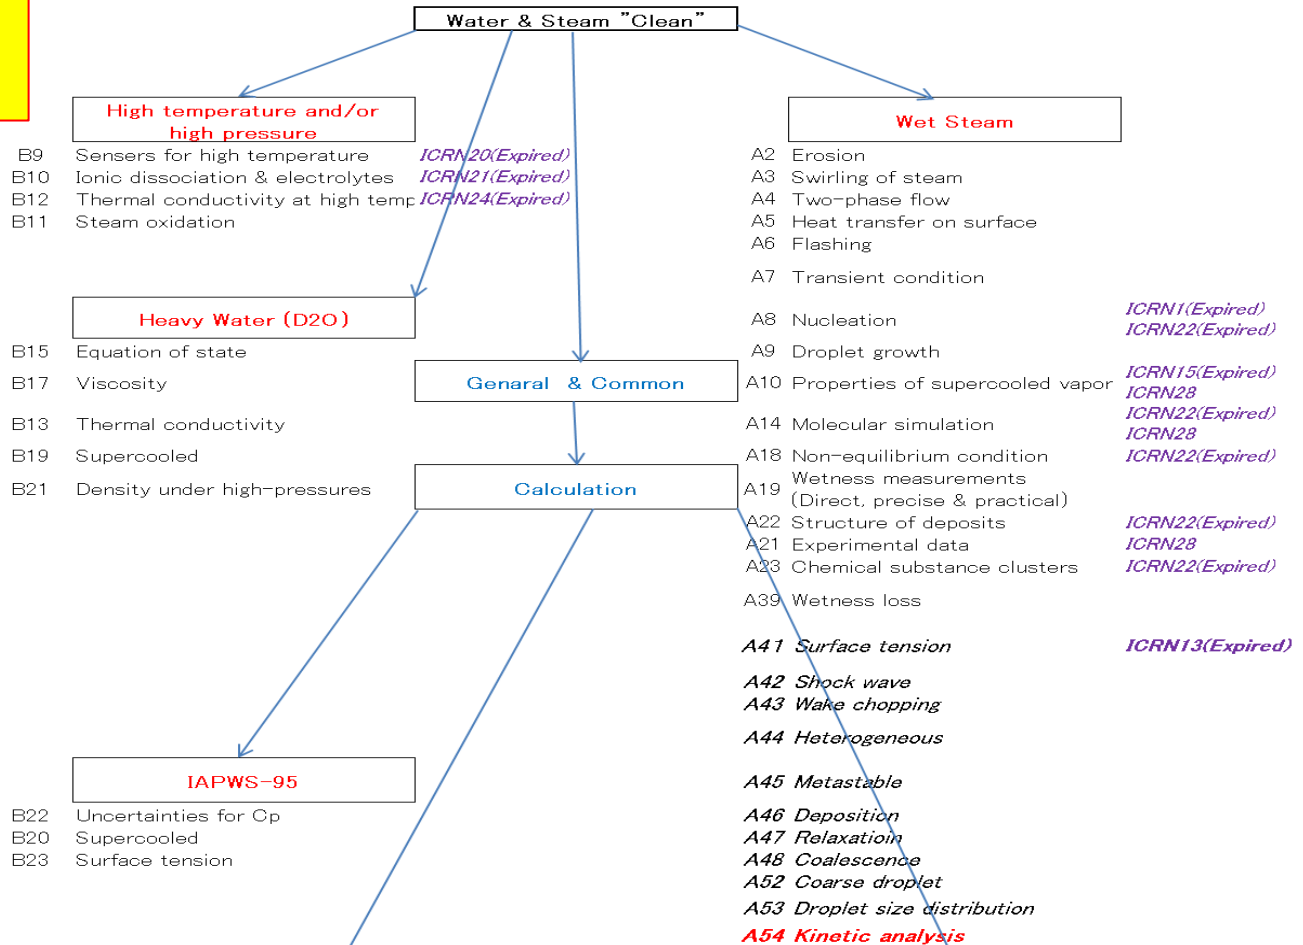 Water & Steam ”Clean”
High temperature and/or
high pressure
B9 Sensers for high temperature ICRN20(Expired)
B10 Ionic dissociation & electrolytes ICRN21(Expired)
B12 Thermal conductivity at high temp ICRN24(Expired)
B11 Steam oxidation
Heavy Water (D2O)
B15 Equation of state
B17 Viscosity
B13 Thermal conductivity
B19 Supercooled
B21 Density under high-pressures
Genaral & Common
Calculation
IAPWS-95
B22 Uncertainties for Cp
B20 Supercooled
B23 Surface tension
Wet Steam
A2 Erosion
A3 Swirling of steam
A4 Two-phase flow
A5 Heat transfer on surface
A6 Flashing
A7 Transient condition
A8 Nucleation ICRN1(Expired)
ICRN22(Expired)
A9 Droplet growth
A10 Properties of supercooled vapor ICRN15(Expired)
ICRN28
A14 Molecular simulation ICRN22(Expired)
ICRN28
A18 Non-equilibrium condition ICRN22(Expired)
A19 Wetness measurements
(Direct, precise & practical)
A22 Structure of deposits ICRN22(Expired)
A21 Experimental data ICRN28
A23 Chemical substance clusters ICRN22(Expired)
A39 Wetness loss
A41 Surface tension ICRN13(Expired)
A42 Shock wave
A43 Wake chopping
A44 Heterogeneous
A45 Metastable
A46 Deposition
A47 Relaxatioin
A48 Coalescence
A52 Coarse droplet
A53 Droplet size distribution
A54 Kinetic analysis